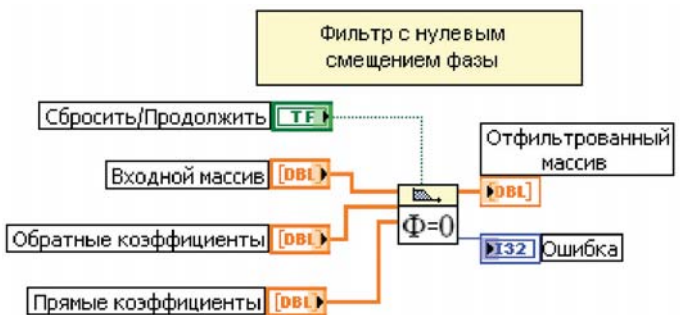 Фильтр с нулевым
смещением фазы
Сбросить/Продолжить
TF
Отфильтрованный
массив
Входной массив
[DBL]
DBL]
Φ=0
Обратные коэффициенты
[DBL]
I32
Ошибка
Прямые коэффициенты
[DBL]